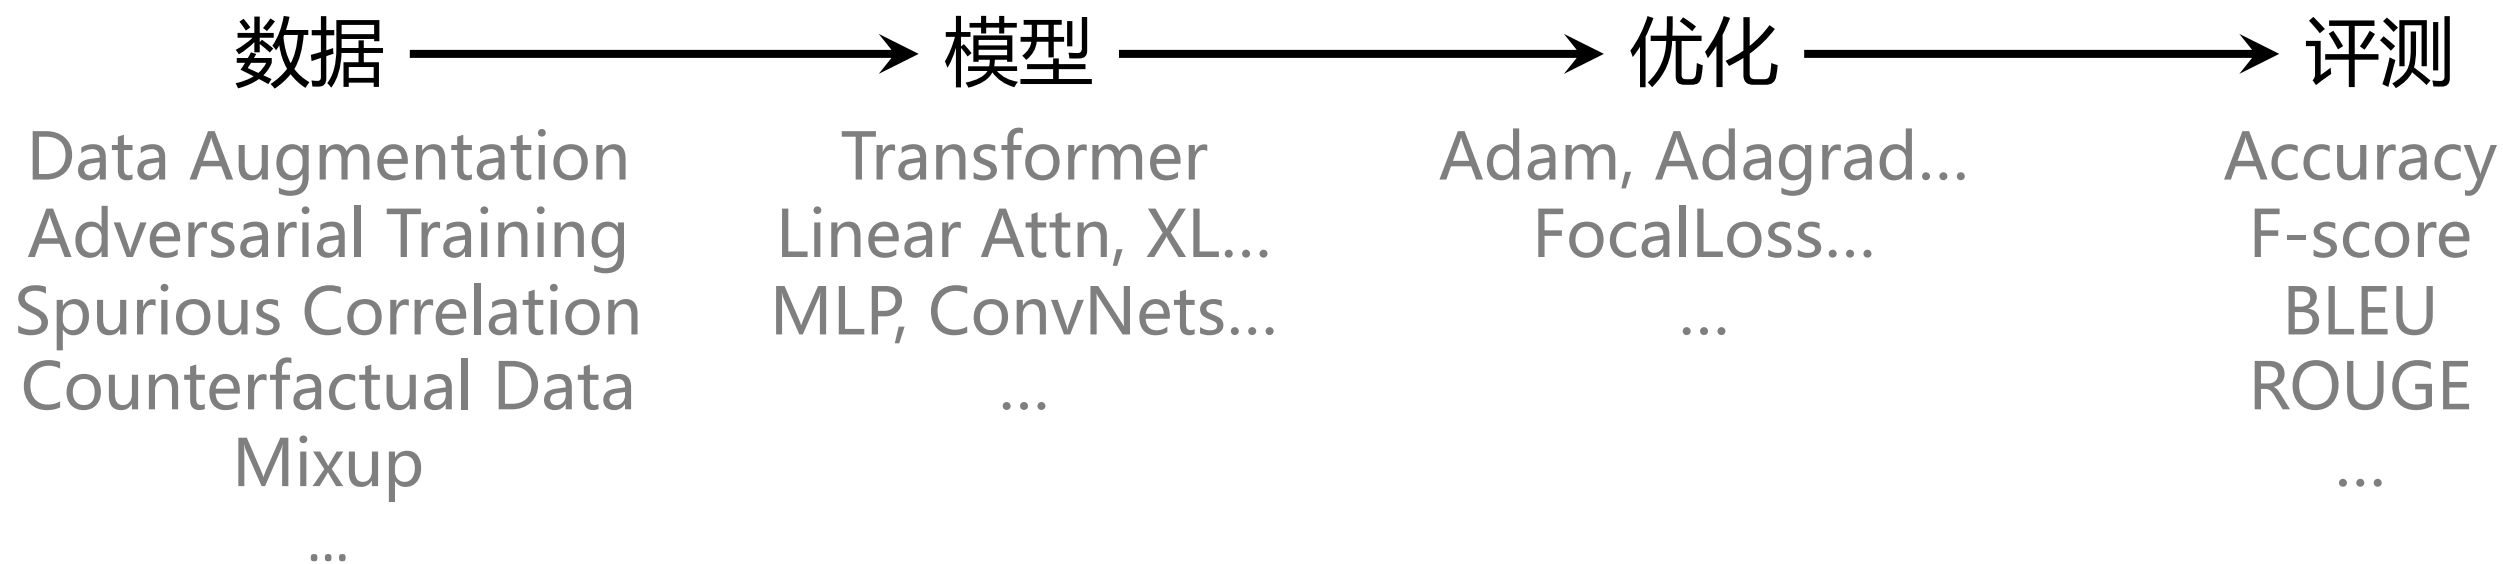 数据 模型 优化 评测
Data Augmentation Transformer Adam, Adagrad... Accuracy
Adversarial Training Linear Attn, XL... FocalLoss... F-score
Spurious Correlation MLP, ConvNets... ... BLEU
Counterfactual Data ... ROUGE
Mixup ...
...